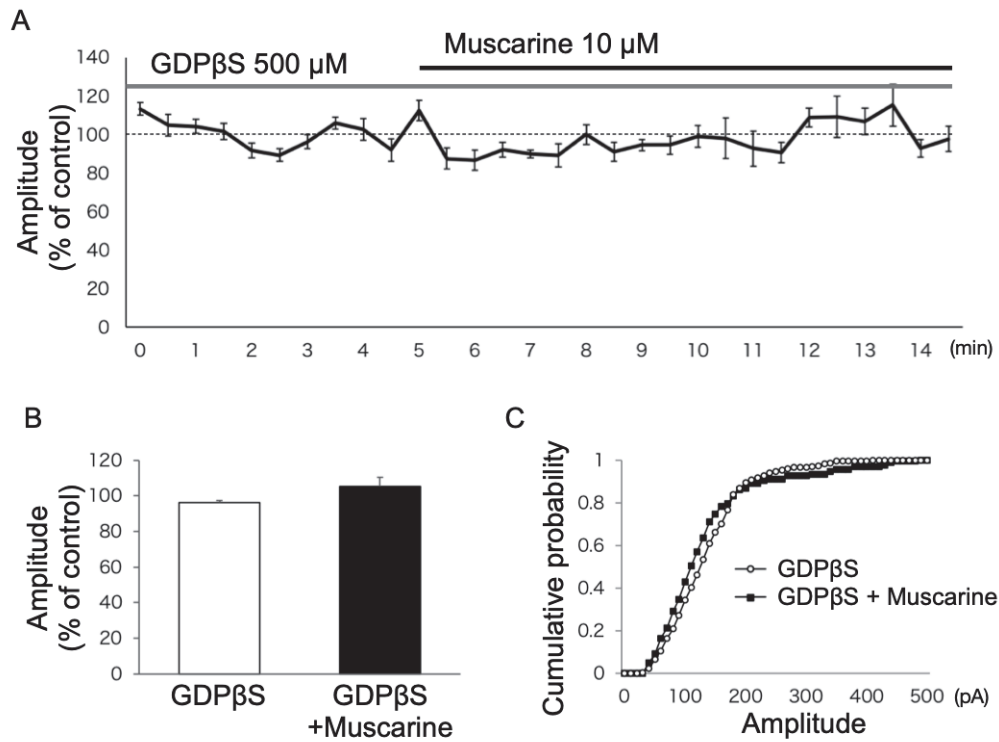 A
Muscarine 10 μM
GDPβS 500 μM
140
120
100
80
60
40
20
0
Amplitude
(% of control)
0 1 2 3 4 5 6 7 8 9 10 11 12 13 14 (min)
B
120
100
80
60
40
20
0
Amplitude
(% of control)
GDPβS
GDPβS
+Muscarine
C
1
0.8
0.6
0.4
0.2
0
Cumulative probability
GDPβS
GDPβS + Muscarine
0 100 200 300 400 500 (pA)
Amplitude